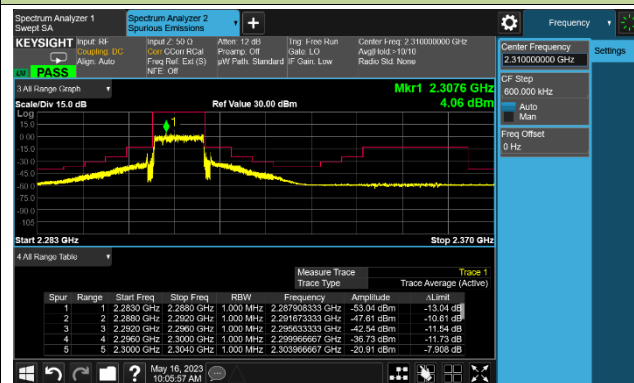 Spectrum Analyzer 1
Swept SA
Spectrum Analyzer 2
Spurious Emissions
Frequency
KEYSIGHT
Input: RF
Coupling: DC
Align: Auto
Input Z: 50 Ω
Corr CCorr RCal
Freq Ref: Ext (S)
NFE: Off
Atten: 12 dB
Preamp: Off
µW Path: Standard
Trig: Free Run
Gate: LO
IF Gain: Low
Center Freq: 2.310000000 GHz
Avg|Hold:>10/10
Radio Std: None
PASS
Center Frequency
2.310000000 GHz
Settings
CF Step
600.000 kHz
Auto
Man
Freq Offset
0 Hz
3 All Range Graph
Mkr1 2.3076 GHz
4.06 dBm
Scale/Div 15.0 dB
Ref Value 30.00 dBm
Log
15.0
0.00
-15.0
-30.0
-45.0
-60.0
-75.0
-90.0
-105
1
Start 2.283 GHz
Stop 2.370 GHz
4 All Range Table
Measure Trace Trace 1
Trace Type Trace Average (Active)
Spur Range Start Freq Stop Freq RBW Frequency Amplitude ΔLimit
1 1 2.2830 GHz 2.2880 GHz 1.000 MHz 2.287908333 GHz -53.04 dBm -13.04 dB
2 2 2.2880 GHz 2.2920 GHz 1.000 MHz 2.291673333 GHz -47.61 dBm -10.61 dB
3 3 2.2920 GHz 2.2960 GHz 1.000 MHz 2.295633333 GHz -42.54 dBm -11.54 dB
4 4 2.2960 GHz 2.3000 GHz 1.000 MHz 2.299966667 GHz -36.73 dBm -11.73 dB
5 5 2.3000 GHz 2.3040 GHz 1.000 MHz 2.303966667 GHz -20.91 dBm -7.908 dB
May 16, 2023
10:05:57 AM